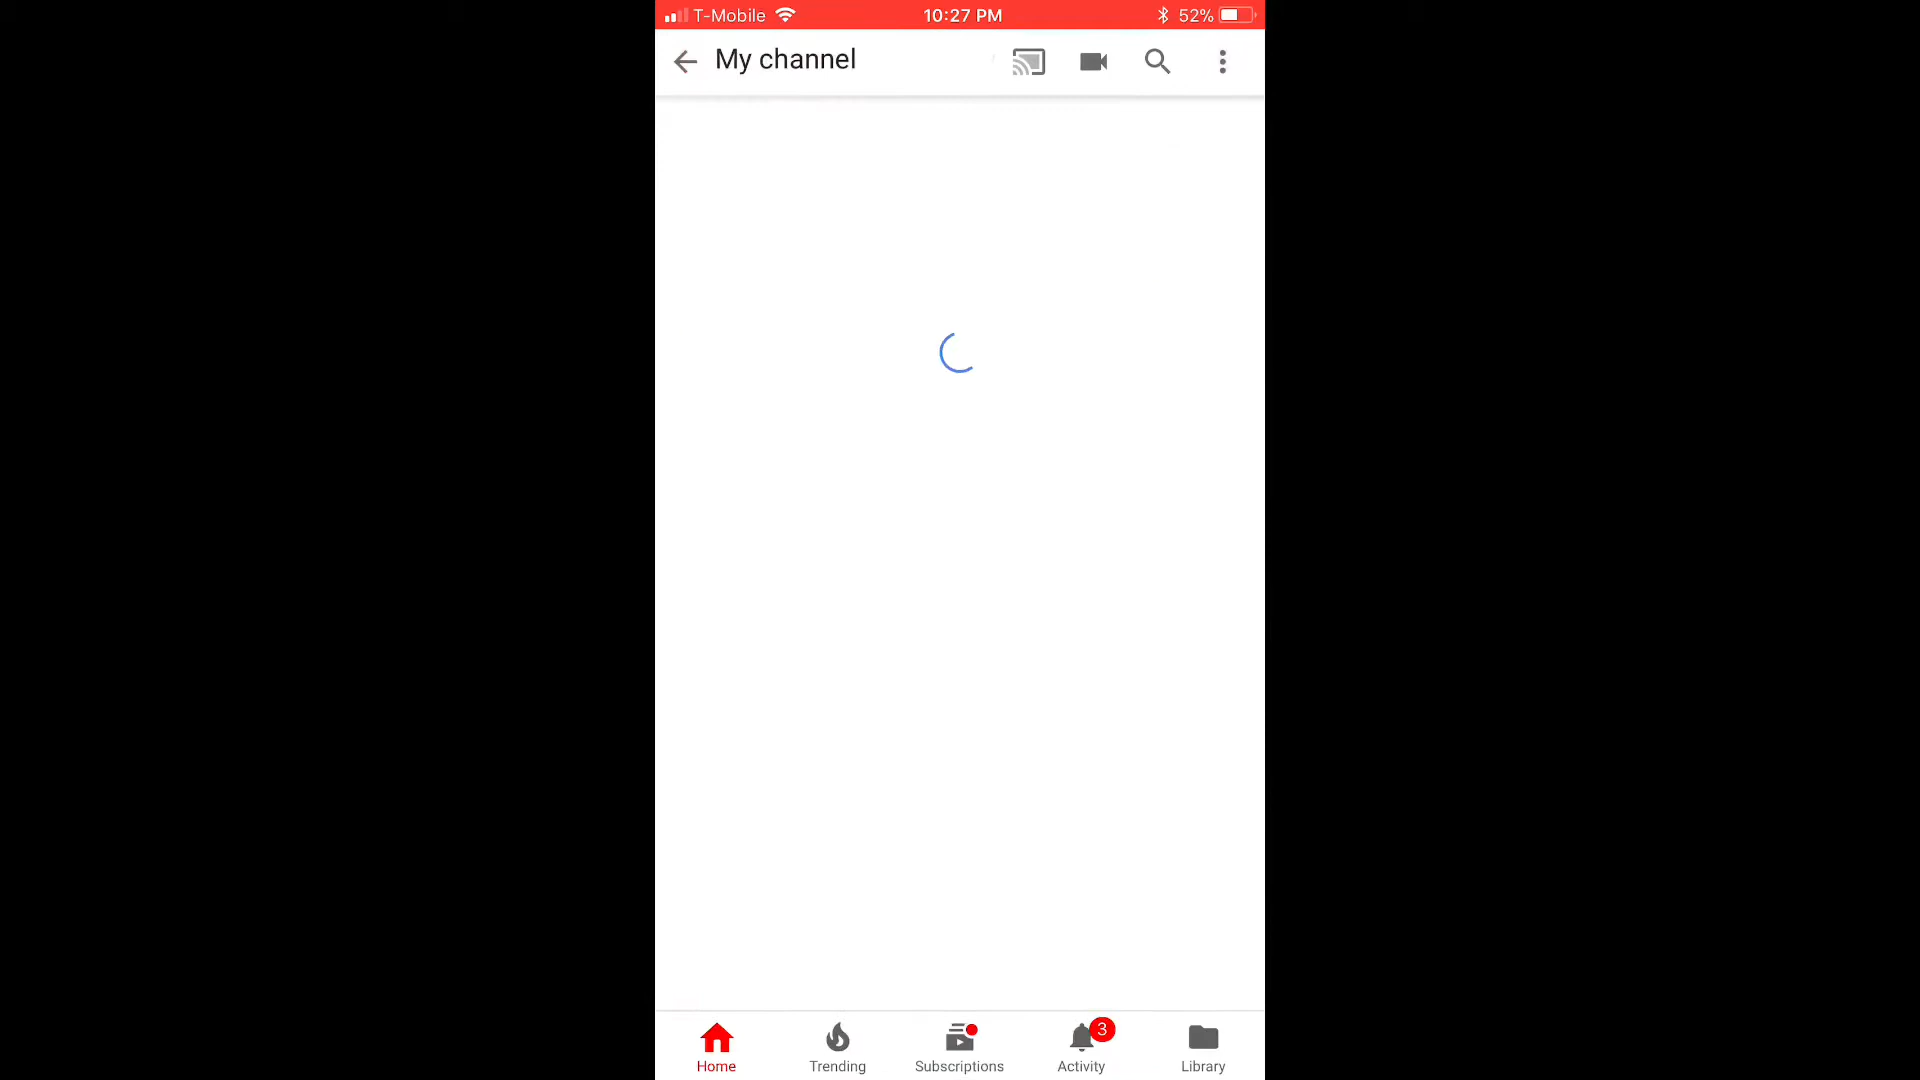 T-Mobile 10:27 PM 52%
My channel
3
Home Trending Subscriptions Activity Library